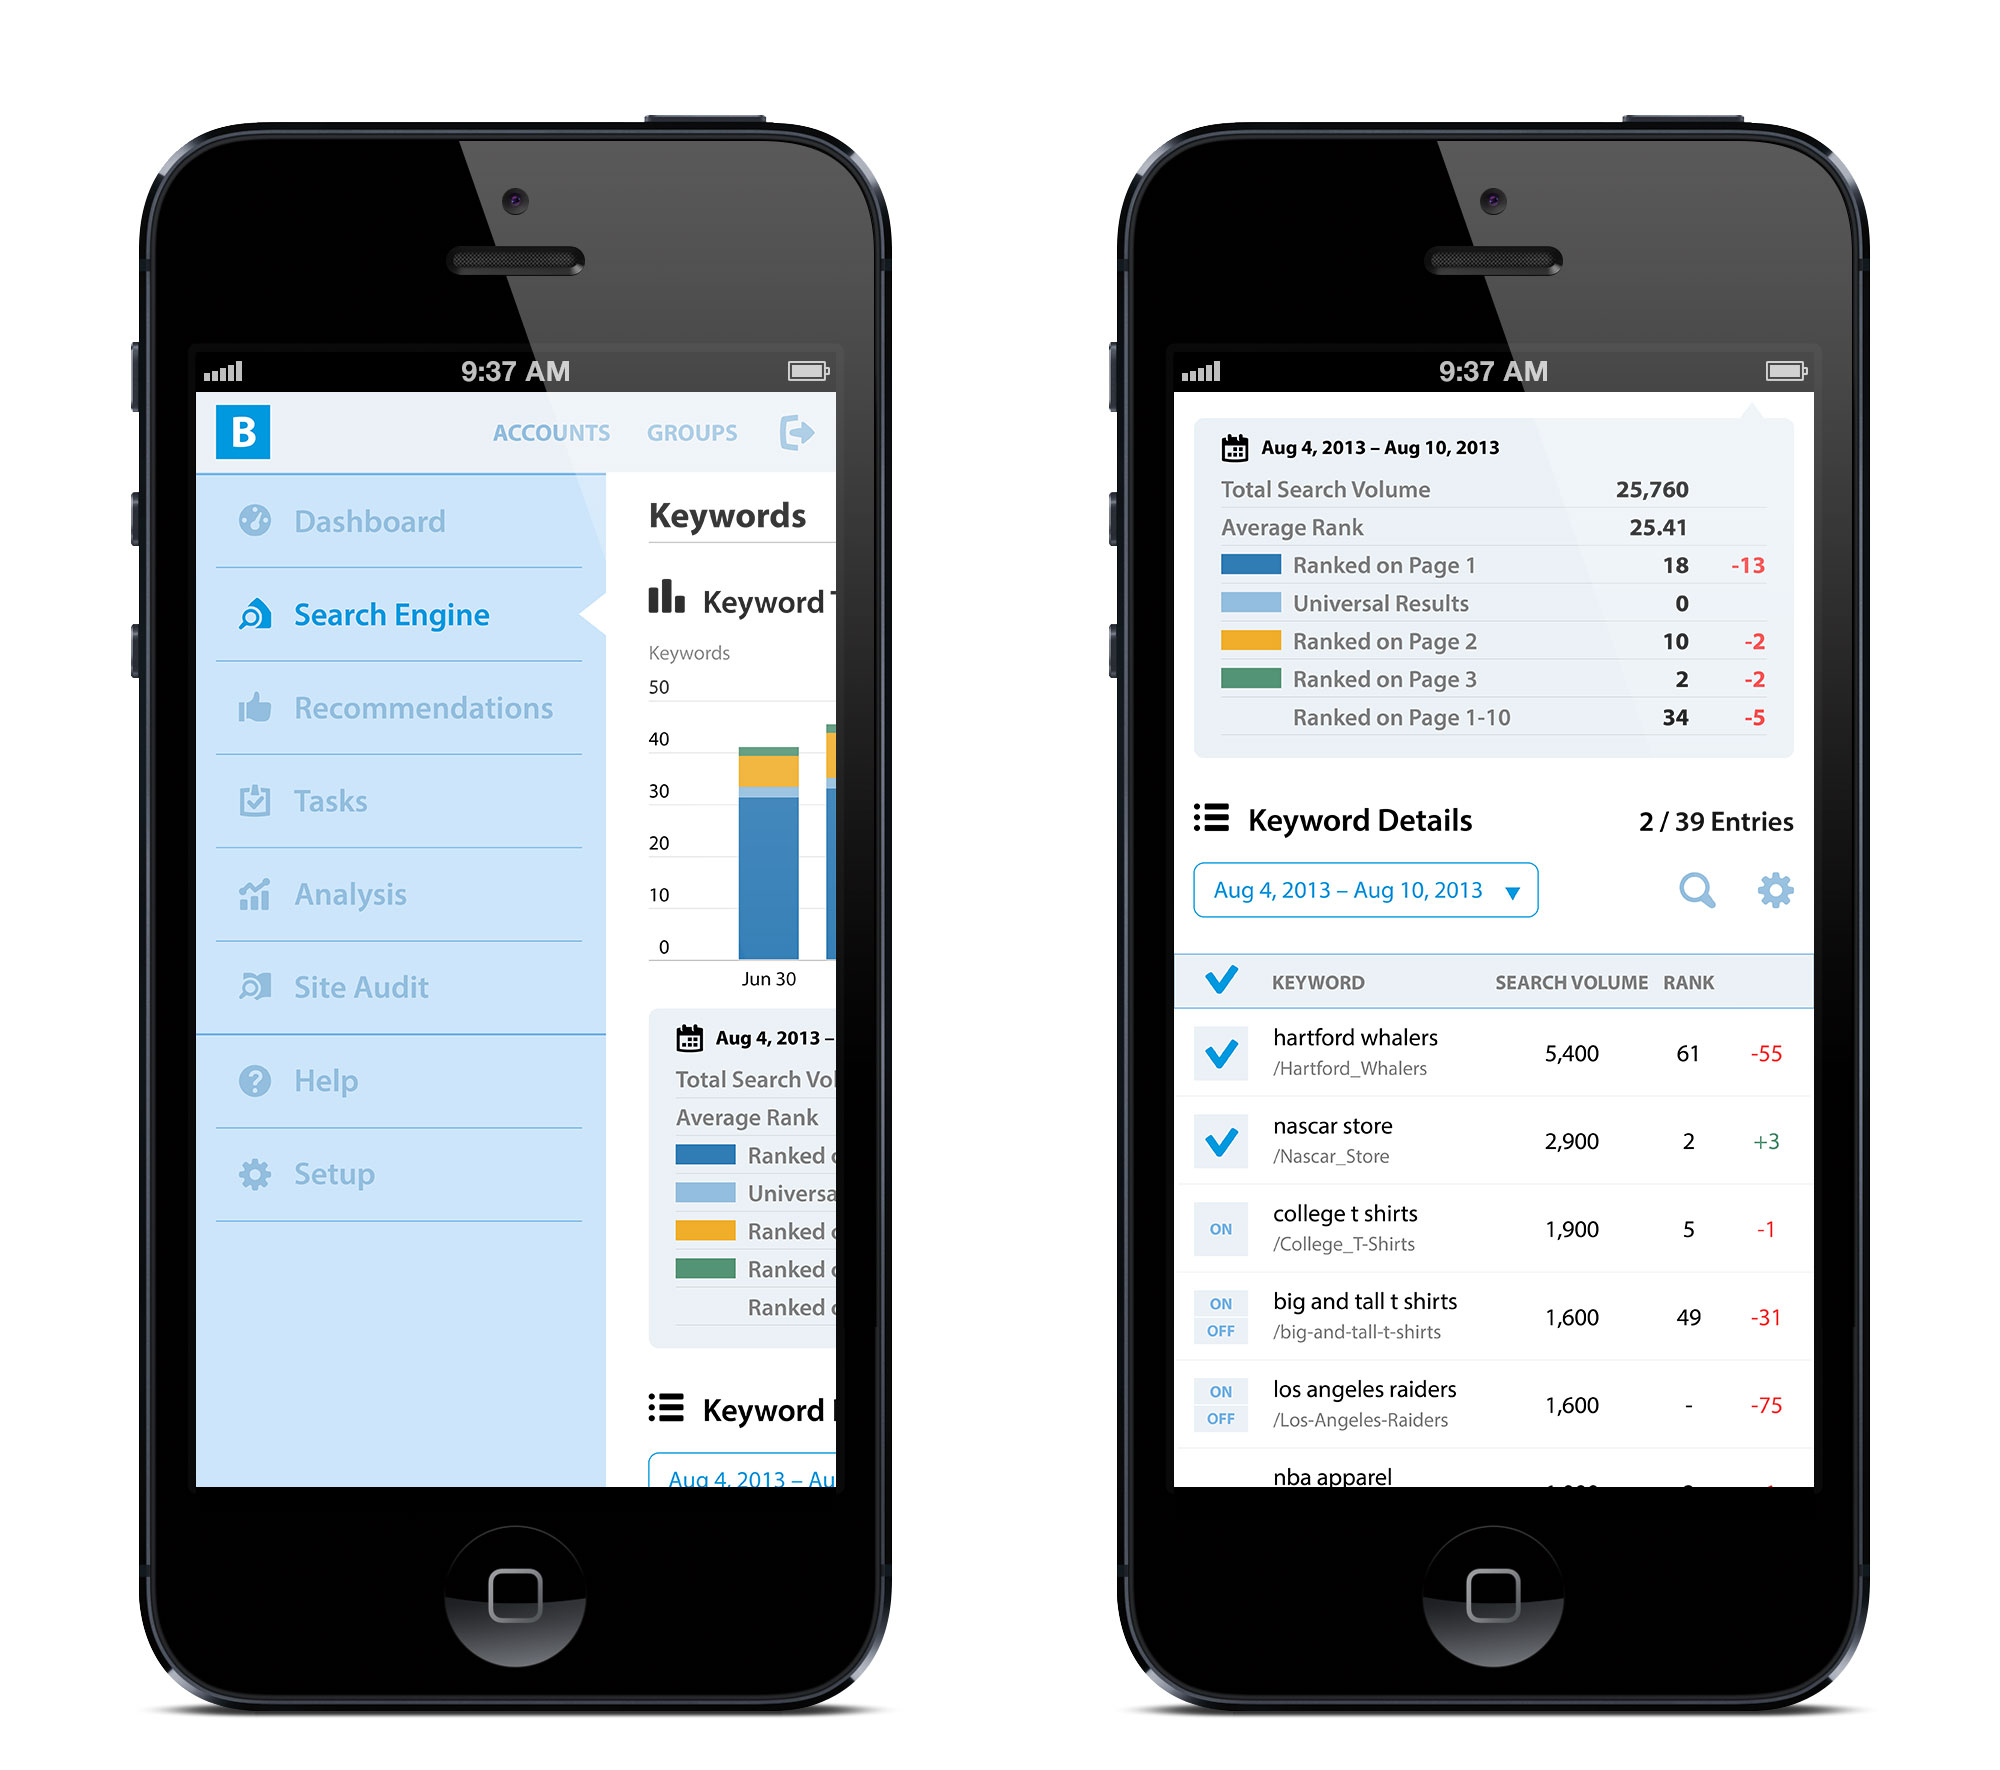 9:37 AM
B ACCOUNTS GROUPS
Dashboard
Search Engine
Recommendations
Tasks
Analysis
Site Audit
Help
Setup
Keywords
Keyword
Keywords
50
40
30
20
10
0
Jun 30
Aug 4, 2013 –
Total Search Vol
Average Rank
Ranked
Universa
Ranked
Ranked
Ranked
Keyword
Aug 4, 2013 – Au
9:37 AM
Aug 4, 2013 – Aug 10, 2013
Total Search Volume 25,760
Average Rank 25.41
Ranked on Page 1 18 -13
Universal Results 0
Ranked on Page 2 10 -2
Ranked on Page 3 2 -2
Ranked on Page 1-10 34 -5
Keyword Details 2 / 39 Entries
Aug 4, 2013 – Aug 10, 2013
KEYWORD SEARCH VOLUME RANK
hartford whalers 5,400 61 -55
/Hartford_Whalers
nascar store 2,900 2 +3
/Nascar_Store
ON college t shirts 1,900 5 -1
/College_T-Shirts
ON big and tall t shirts 1,600 49 -31
OFF /big-and-tall-t-shirts
ON los angeles raiders 1,600 - -75
OFF /Los-Angeles-Raiders
nba apparel